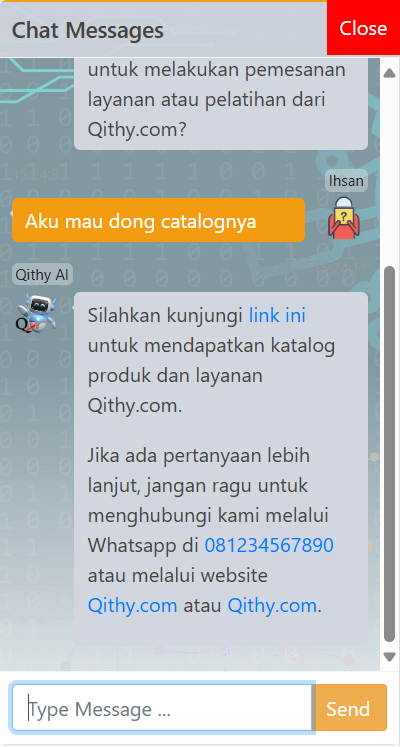 Chat Messages
Close
untuk melakukan pemesanan
layanan atau pelatihan dari
Qithy.com?
Ihsan
Aku mau dong catalognya
Qithy AI
Silahkan kunjungi link ini
untuk mendapatkan katalog
produk dan layanan
Qithy.com.
Jika ada pertanyaan lebih
lanjut, jangan ragu untuk
menghubungi kami melalui
Whatsapp di 081234567890
atau melalui website
Qithy.com atau Qithy.com.
Type Message ...
Send